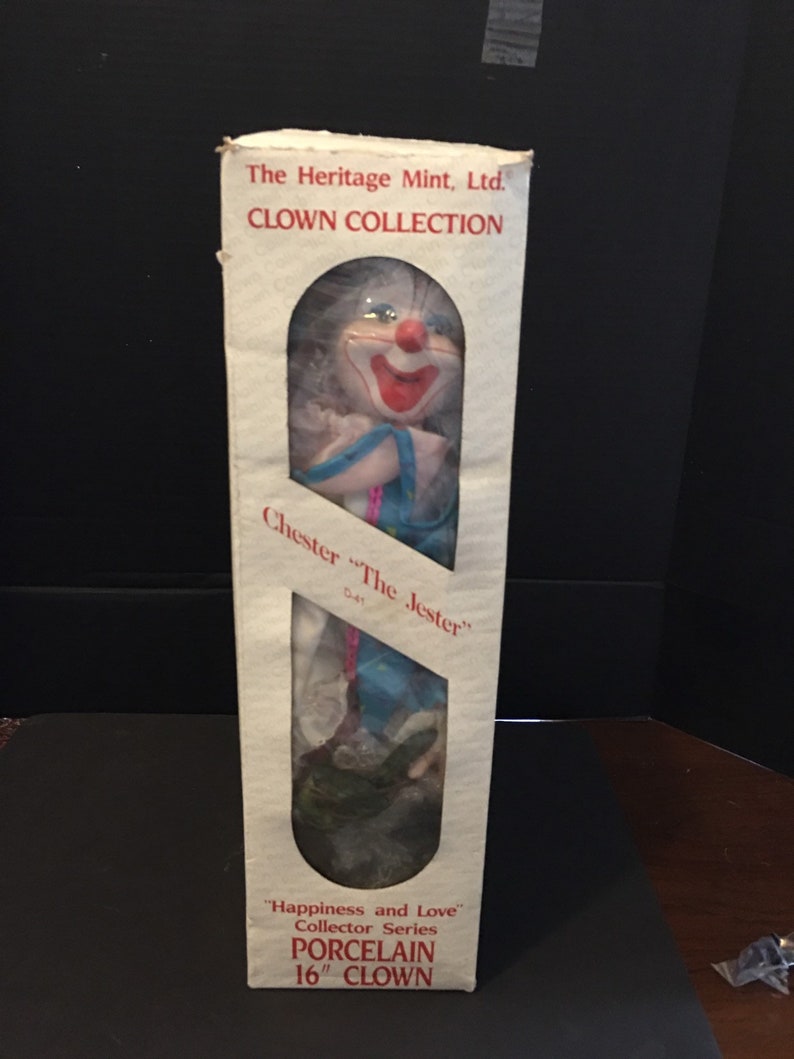 The Heritage Mint, Ltd.®
CLOWN COLLECTION
Chester "The Jester"
D-41
"Happiness and Love"
Collector Series
PORCELAIN
16" CLOWN